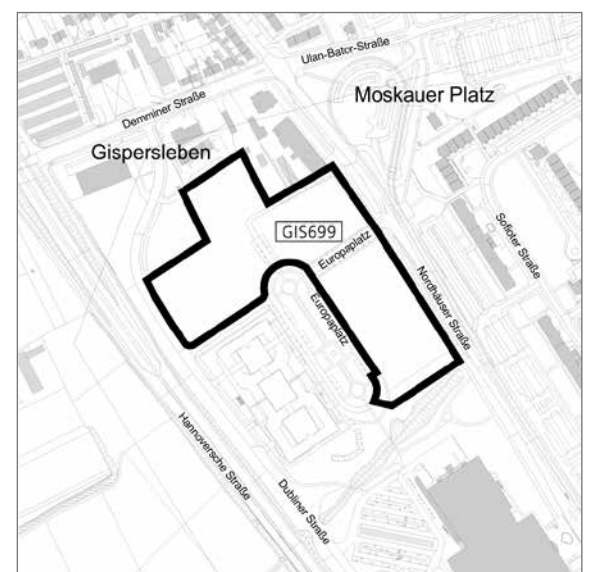 Ulan-Bator-Straße
Moskauer Platz
Demminer Straße
Gispersleben
GIS699
Europaplatz
Sofioter Straße
Nordhäuser Straße
Europaplatz
Hannoversche Straße
Dubliner Straße